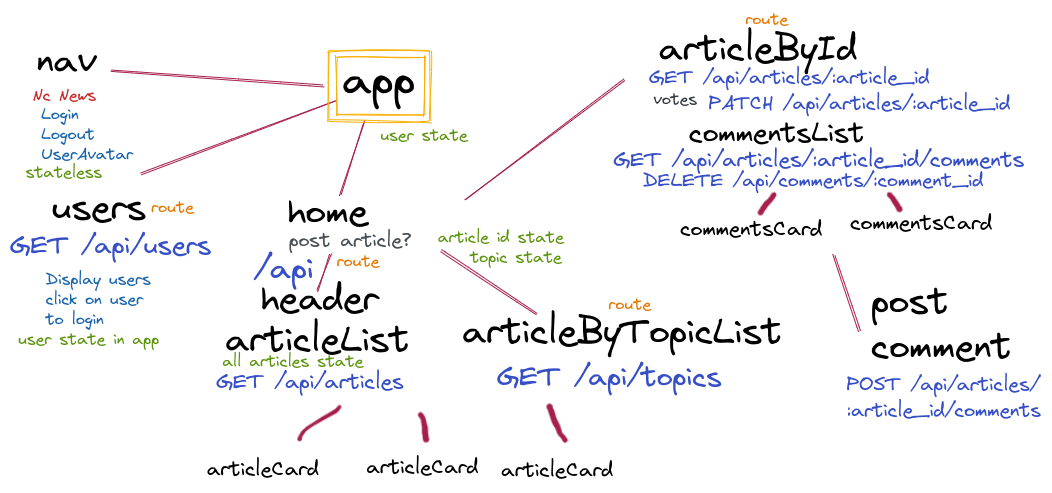 nav
Nc News
Login
Logout
UserAvatar
stateless
app
user state
users route
GET /api/users
Display users
click on user
to login
user state in app
home
post article?
route
/api
header
articleList
all articles state
GET /api/articles
articleCard
articleCard
articleCard
article id state
topic state
route
articleByTopicList
GET /api/topics
route
articleById
GET /api/articles/:article_id
votes PATCH /api/articles/:article_id
commentsList
GET /api/articles/:article_id/comments
DELETE /api/comments/:comment_id
commentsCard
commentsCard
post
comment
POST /api/articles/
:article_id/comments